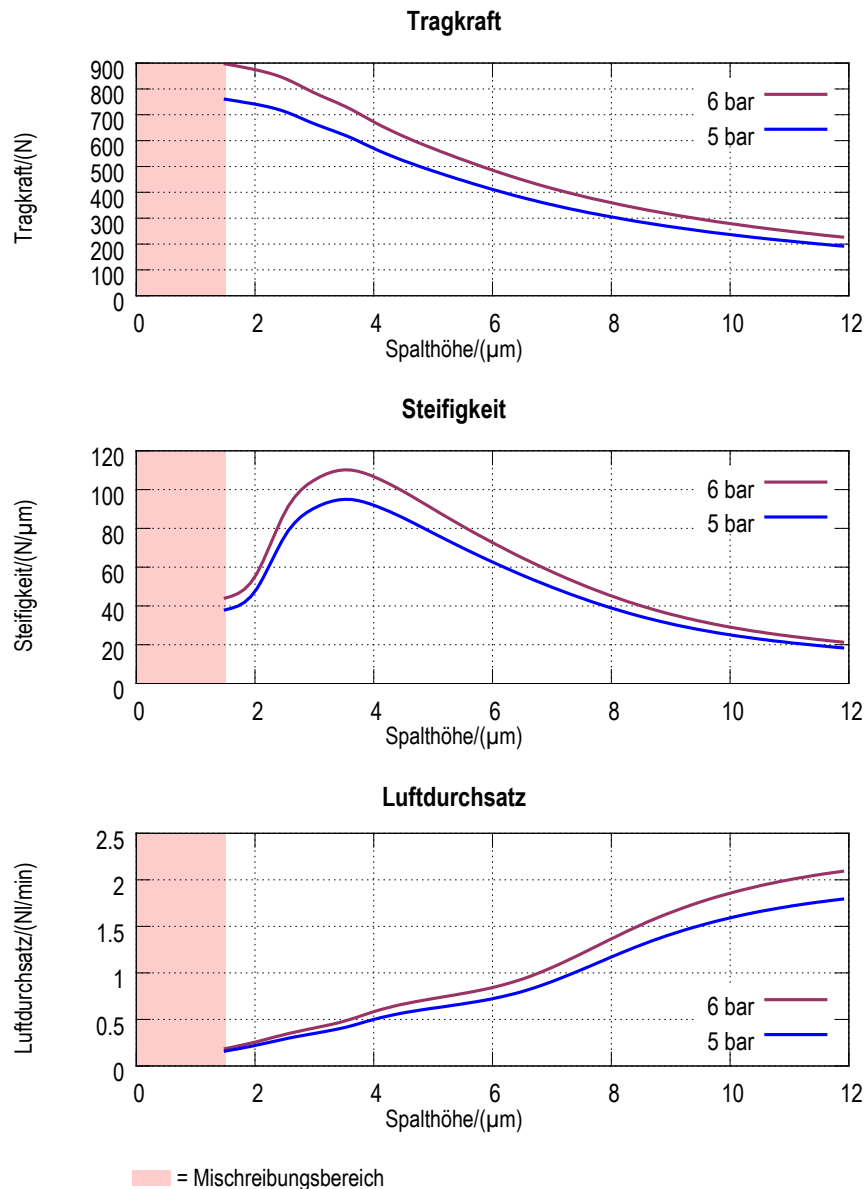 Tragkraft
Tragkraft/(N)
900
800
700
600
500
400
300
200
100
0
6 bar
5 bar
0 2 4 6 8 10 12
Spalthöhe/(µm)
Steifigkeit
Steifigkeit/(N/µm)
120
100
80
60
40
20
0
6 bar
5 bar
0 2 4 6 8 10 12
Spalthöhe/(µm)
Luftdurchsatz
Luftdurchsatz/(Nl/min)
2.5
2
1.5
1
0.5
0
6 bar
5 bar
0 2 4 6 8 10 12
Spalthöhe/(µm)
= Mischreibungsbereich